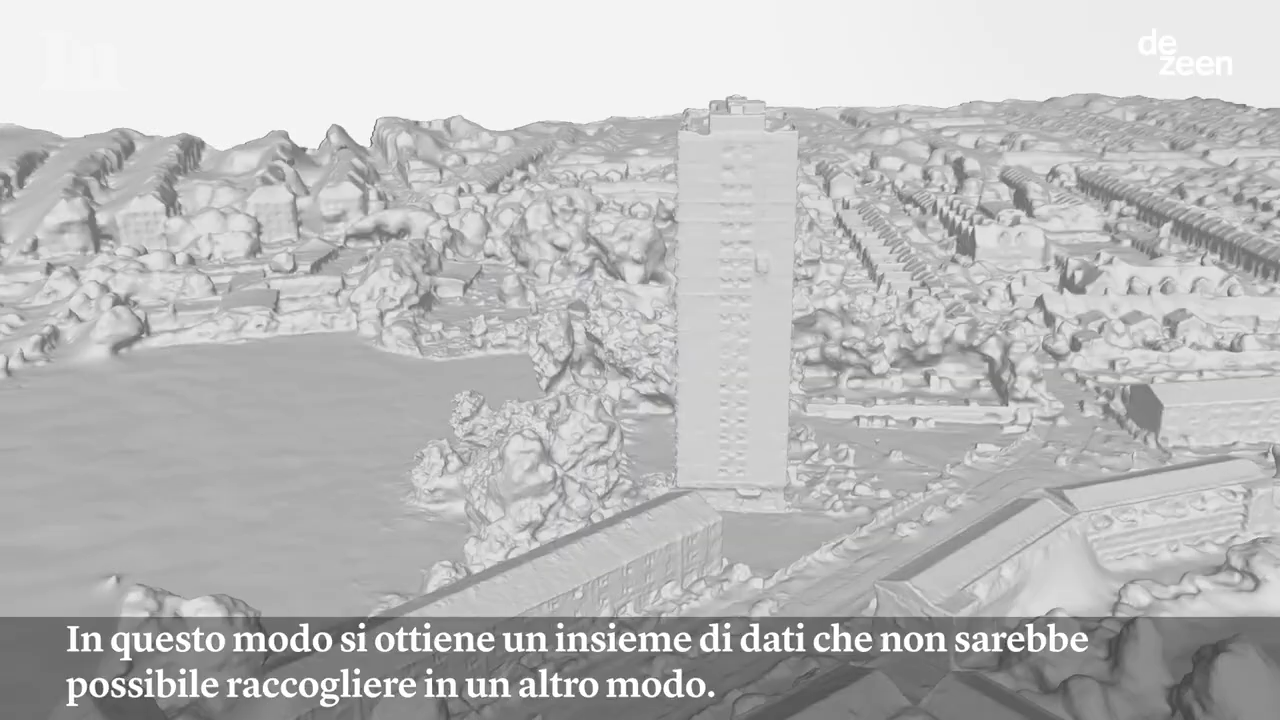 de
zeen
In questo modo si ottiene un insieme di dati che non sarebbe
possibile raccogliere in un altro modo.